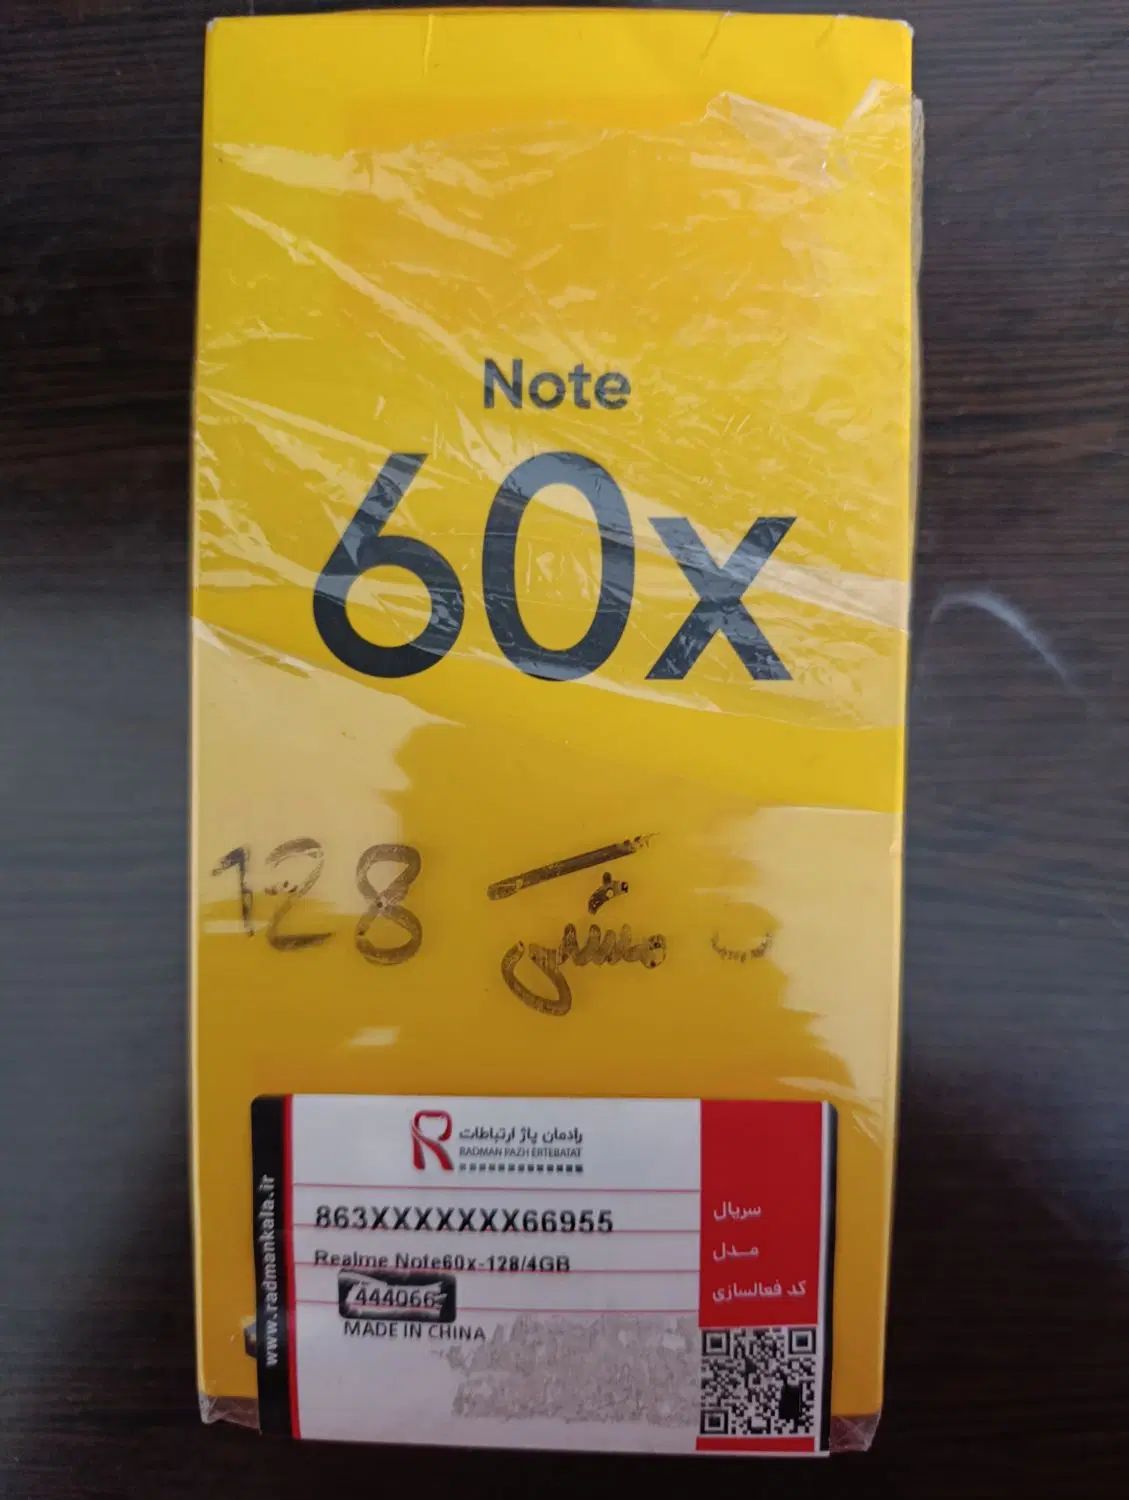 Note
60x
128 مشکی
رادمان پاژ ارتباطات
RADMAN PAZH ERTEBATAT
سریال
863XXXXXXX66955
مدل
Realme Note60x-128/4GB
کد فعالسازی
444066
MADE IN CHINA
www.radmankala.ir